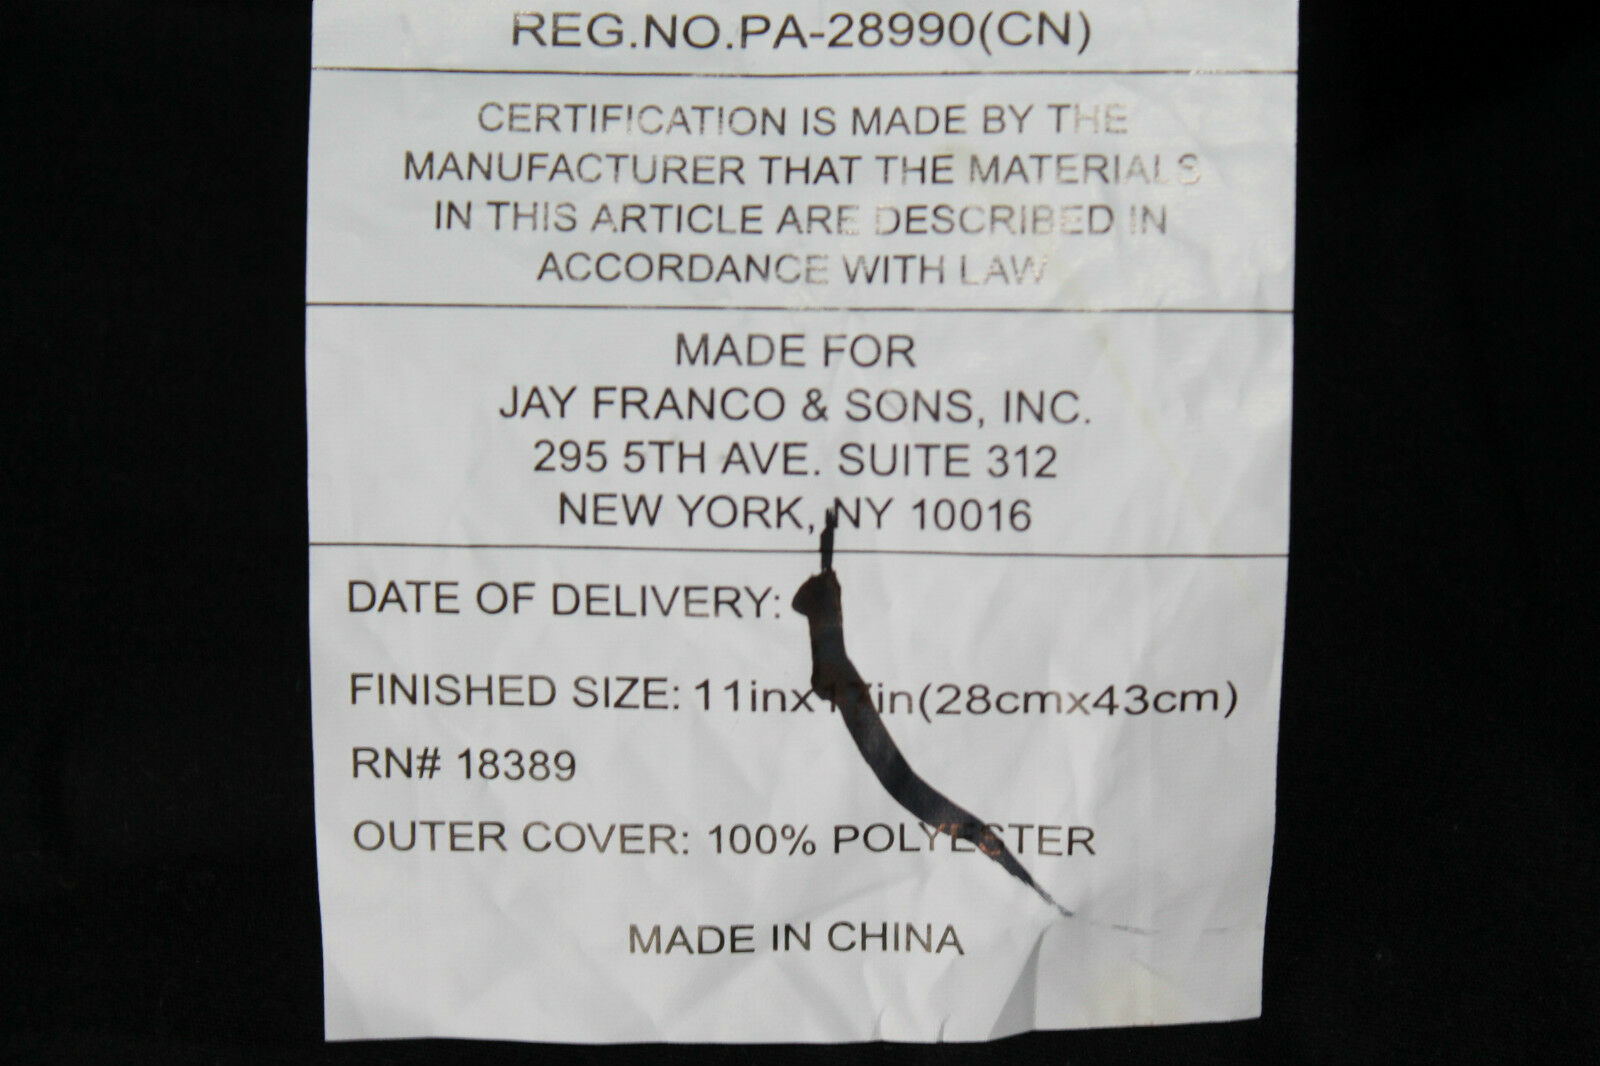 REG.NO.PA-28990(CN)
CERTIFICATION IS MADE BY THE
MANUFACTURER THAT THE MATERIALS
IN THIS ARTICLE ARE DESCRIBED IN
ACCORDANCE WITH LAW
MADE FOR
JAY FRANCO & SONS, INC.
295 5TH AVE. SUITE 312
NEW YORK, NY 10016
DATE OF DELIVERY:
FINISHED SIZE: 11inx17in(28cmx43cm)
RN# 18389
OUTER COVER: 100% POLYESTER
MADE IN CHINA